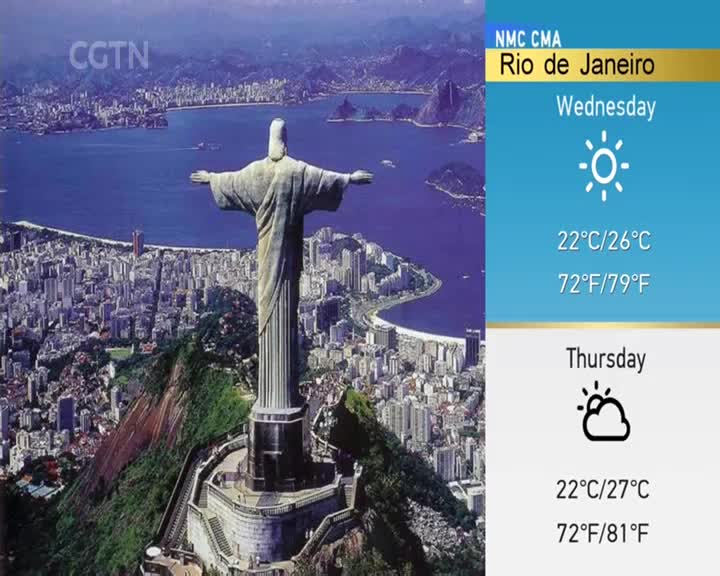 CGTN
NMC CMA
Rio de Janeiro
Wednesday
22°C/26°C
72°F/79°F
Thursday
22°C/27°C
72°F/81°F